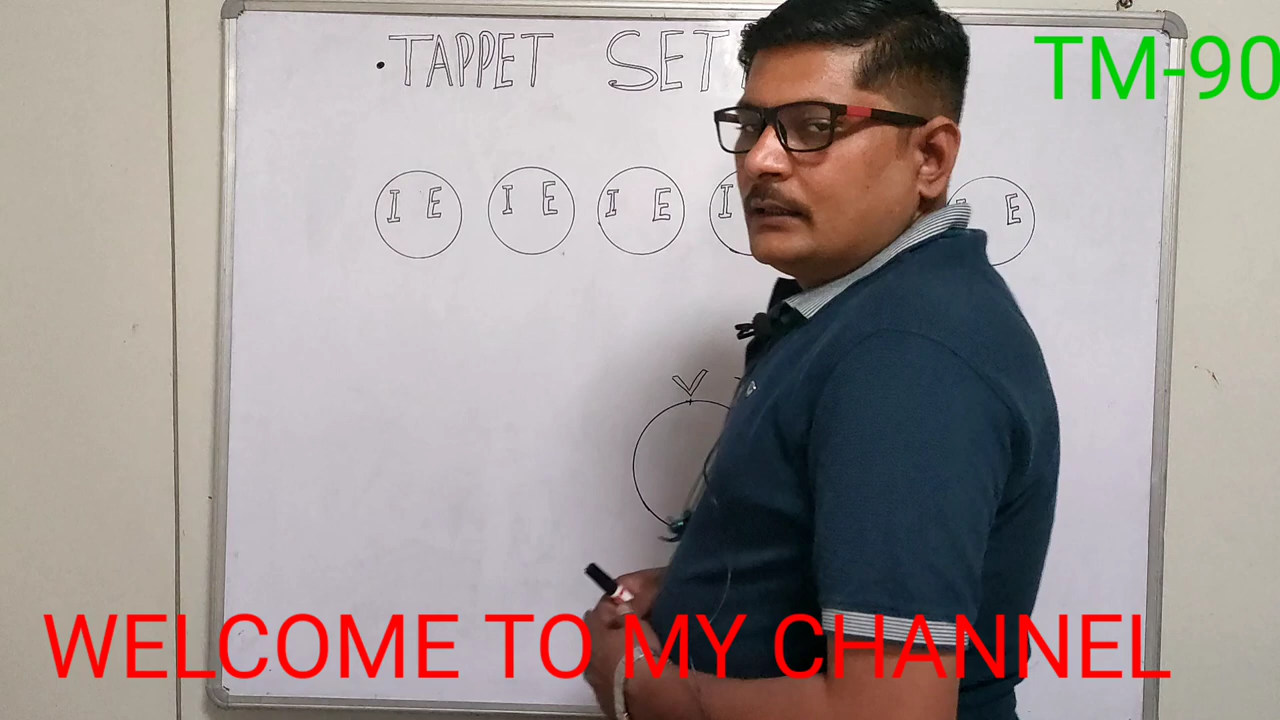 TM-90
• TAPPET SET
I E I E I E I E
V
WELCOME TO MY CHANNEL